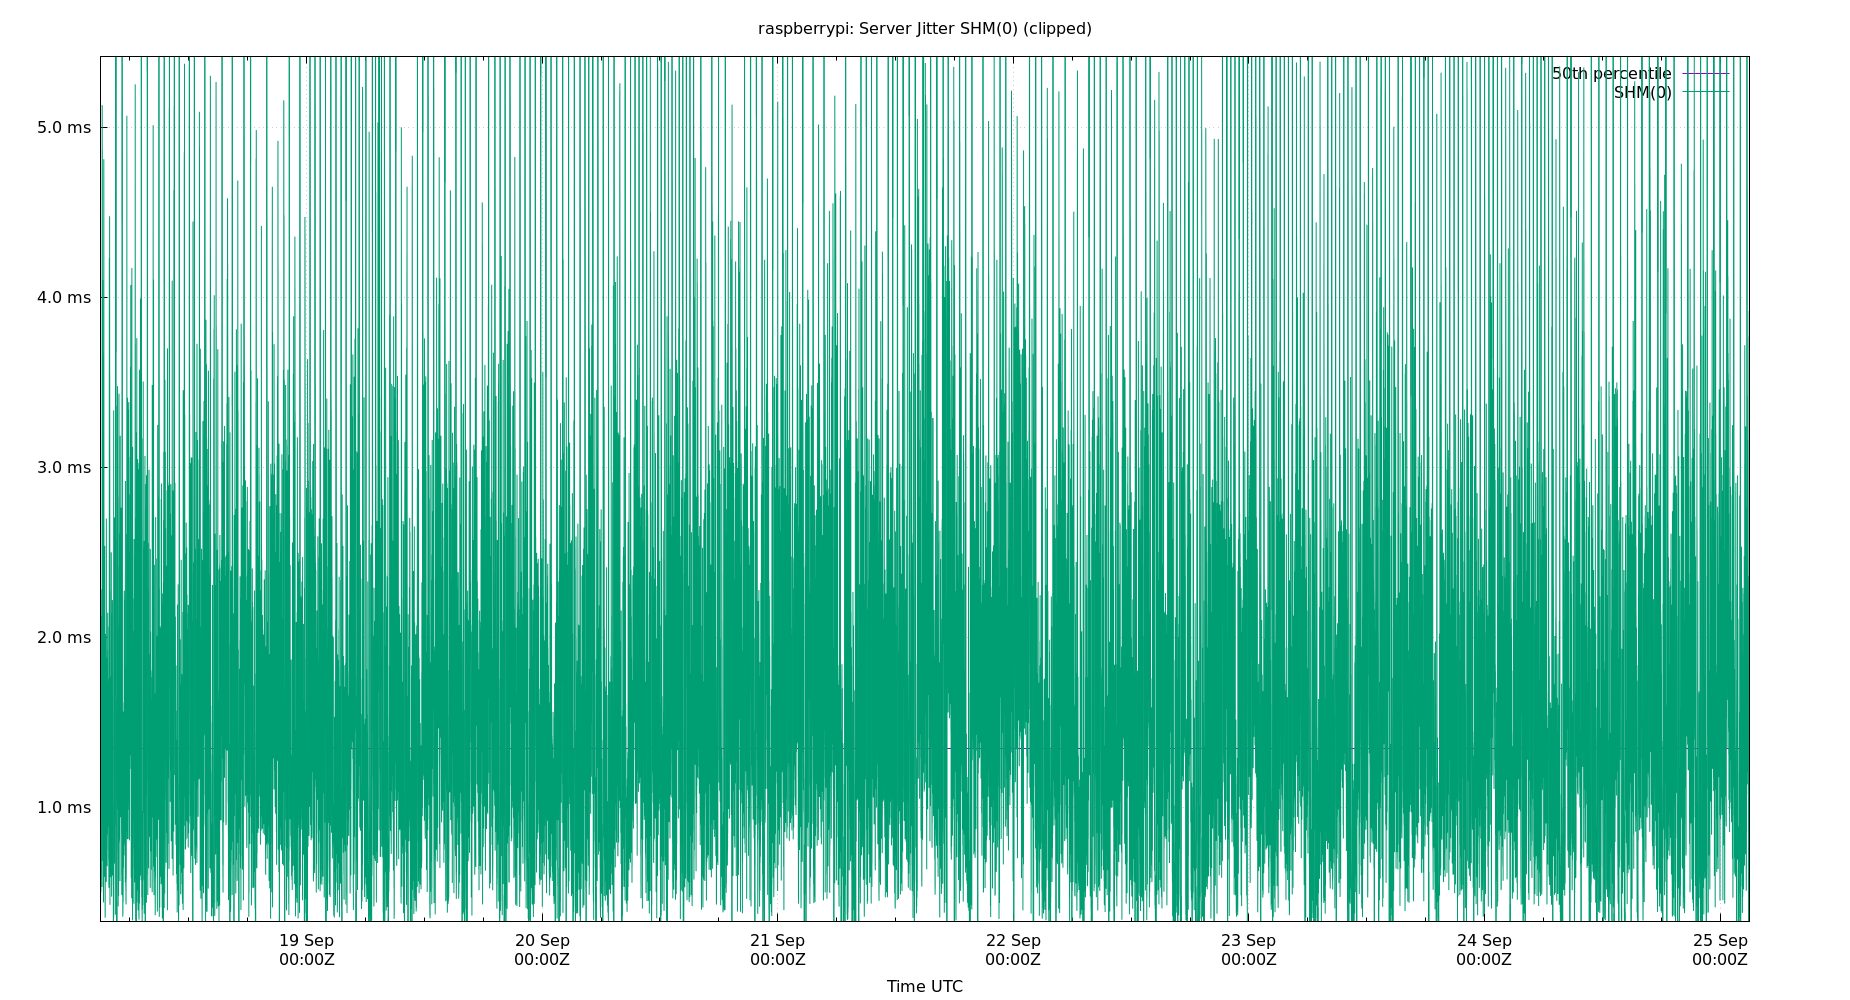 raspberrypi: Server Jitter SHM(0) (clipped)
50th percentile
SHM(0)
5.0 ms
4.0 ms
3.0 ms
2.0 ms
1.0 ms
19 Sep 20 Sep 21 Sep 22 Sep 23 Sep 24 Sep 25 Sep
00:00Z 00:00Z 00:00Z 00:00Z 00:00Z 00:00Z 00:00Z
Time UTC